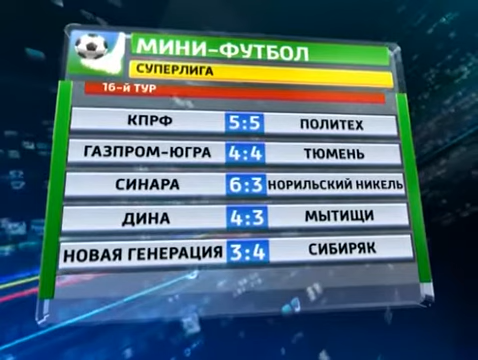 МИНИ-ФУТБОЛ
СУПЕРЛИГА
16-й ТУР
КПРФ 5:5 ПОЛИТЕХ
ГАЗПРОМ-ЮГРА 4:4 ТЮМЕНЬ
СИНАРА 6:3 НОРИЛЬСКИЙ НИКЕЛЬ
ДИНА 4:3 МЫТИЩИ
НОВАЯ ГЕНЕРАЦИЯ 3:4 СИБИРЯК